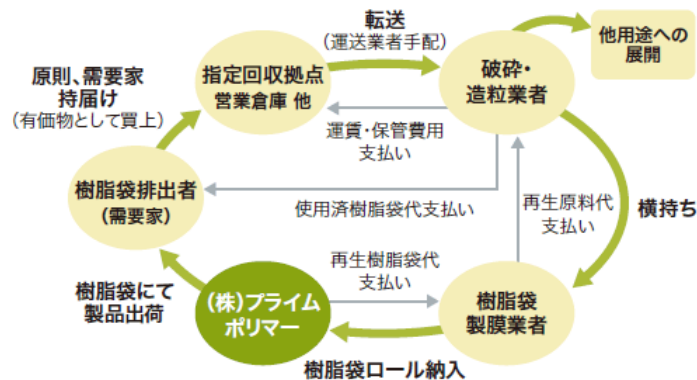 転送
(運送業者手配)
他用途への
展開
原則、需要家
持届け
(有価物として買上)
指定回収拠点
営業倉庫 他
破砕・
造粒業者
運賃・保管費用
支払い
樹脂袋排出者
(需要家)
使用済樹脂袋代支払い
再生原料代
支払い
横持ち
再生樹脂袋代
支払い
樹脂袋にて
製品出荷
(株)プライム
ポリマー
樹脂袋
製膜業者
樹脂袋ロール納入